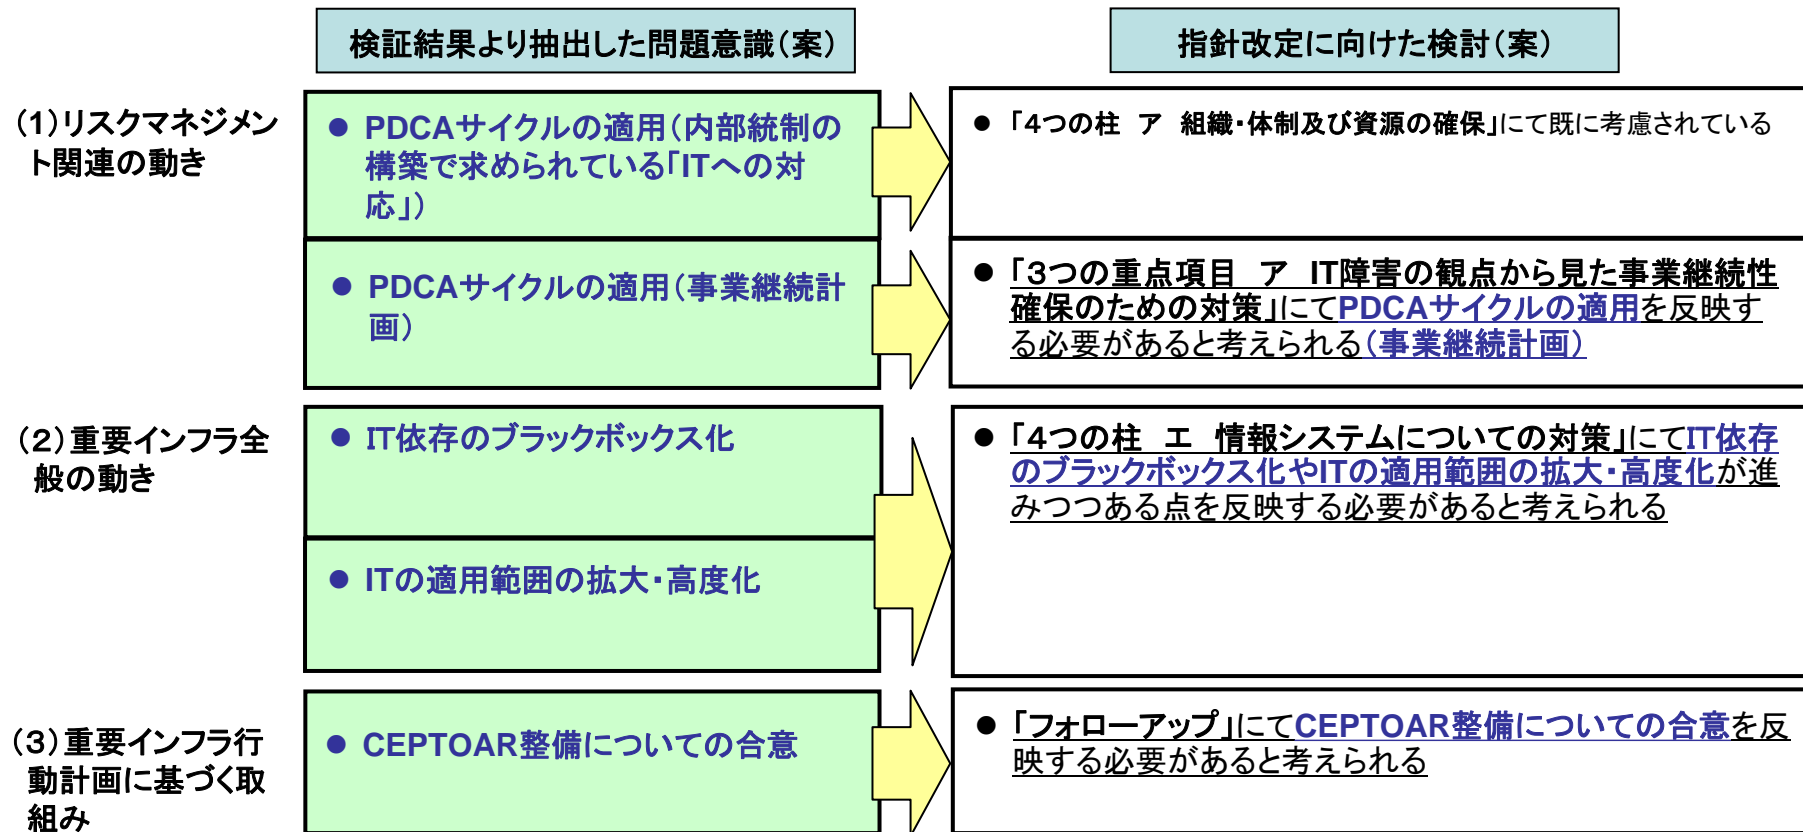 検証結果より抽出した問題意識(案)
指針改定に向けた検討(案)
(1)リスクマネジメン
ト関連の動き
● PDCAサイクルの適用(内部統制の
構築で求められている「ITへの対
応」)
● 「4つの柱 ア 組織・体制及び資源の確保」にて既に考慮されている
● PDCAサイクルの適用(事業継続計
画)
● 「3つの重点項目 ア IT障害の観点から見た事業継続性
確保のための対策」にてPDCAサイクルの適用を反映す
る必要があると考えられる(事業継続計画)
(2)重要インフラ全
般の動き
● IT依存のブラックボックス化
● ITの適用範囲の拡大・高度化
● 「4つの柱 エ 情報システムについての対策」にてIT依存
のブラックボックス化やITの適用範囲の拡大・高度化が進
みつつある点を反映する必要があると考えられる
(3)重要インフラ行
動計画に基づく取
組み
● CEPTOAR整備についての合意
● 「フォローアップ」にてCEPTOAR整備についての合意を反
映する必要があると考えられる